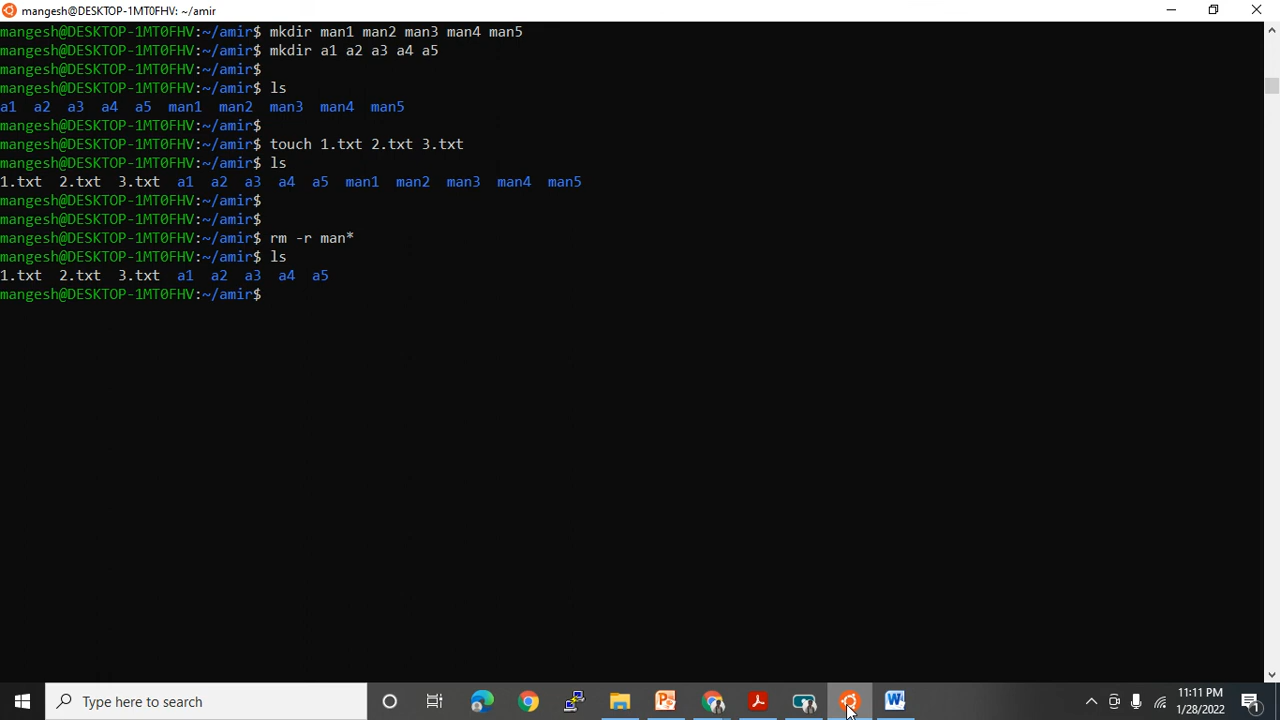 mangesh@DESKTOP-1MT0FHV: ~/amir
mangesh@DESKTOP-1MT0FHV:~/amir$ mkdir man1 man2 man3 man4 man5
mangesh@DESKTOP-1MT0FHV:~/amir$ mkdir a1 a2 a3 a4 a5
mangesh@DESKTOP-1MT0FHV:~/amir$
mangesh@DESKTOP-1MT0FHV:~/amir$ ls
a1 a2 a3 a4 a5 man1 man2 man3 man4 man5
mangesh@DESKTOP-1MT0FHV:~/amir$
mangesh@DESKTOP-1MT0FHV:~/amir$ touch 1.txt 2.txt 3.txt
mangesh@DESKTOP-1MT0FHV:~/amir$ ls
1.txt 2.txt 3.txt a1 a2 a3 a4 a5 man1 man2 man3 man4 man5
mangesh@DESKTOP-1MT0FHV:~/amir$
mangesh@DESKTOP-1MT0FHV:~/amir$
mangesh@DESKTOP-1MT0FHV:~/amir$ rm -r man*
mangesh@DESKTOP-1MT0FHV:~/amir$ ls
1.txt 2.txt 3.txt a1 a2 a3 a4 a5
mangesh@DESKTOP-1MT0FHV:~/amir$
Type here to search
11:11 PM
1/28/2022
1